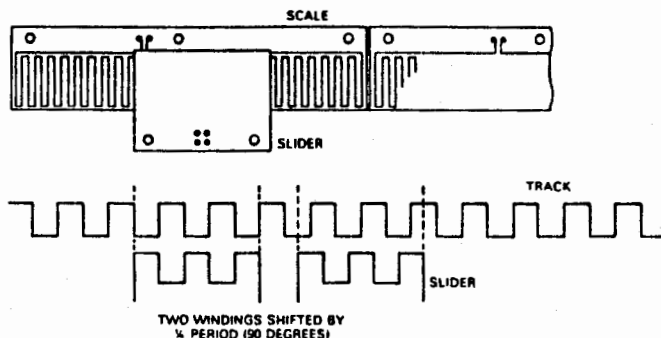 SCALE
SLIDER
TRACK
SLIDER
TWO WINDINGS SHIFTED BY
¼ PERIOD (90 DEGREES)